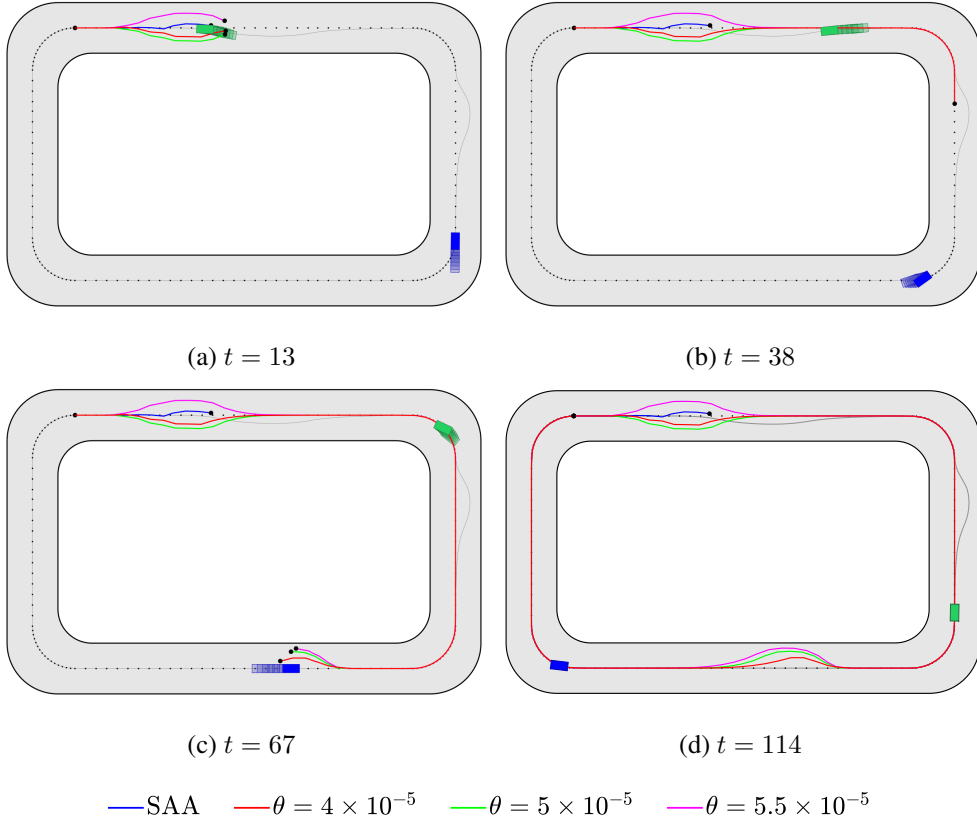 (a) t = 13
(b) t = 38
(c) t = 67
(d) t = 114
SAA θ = 4 × 10⁻⁵ θ = 5 × 10⁻⁵ θ = 5.5 × 10⁻⁵